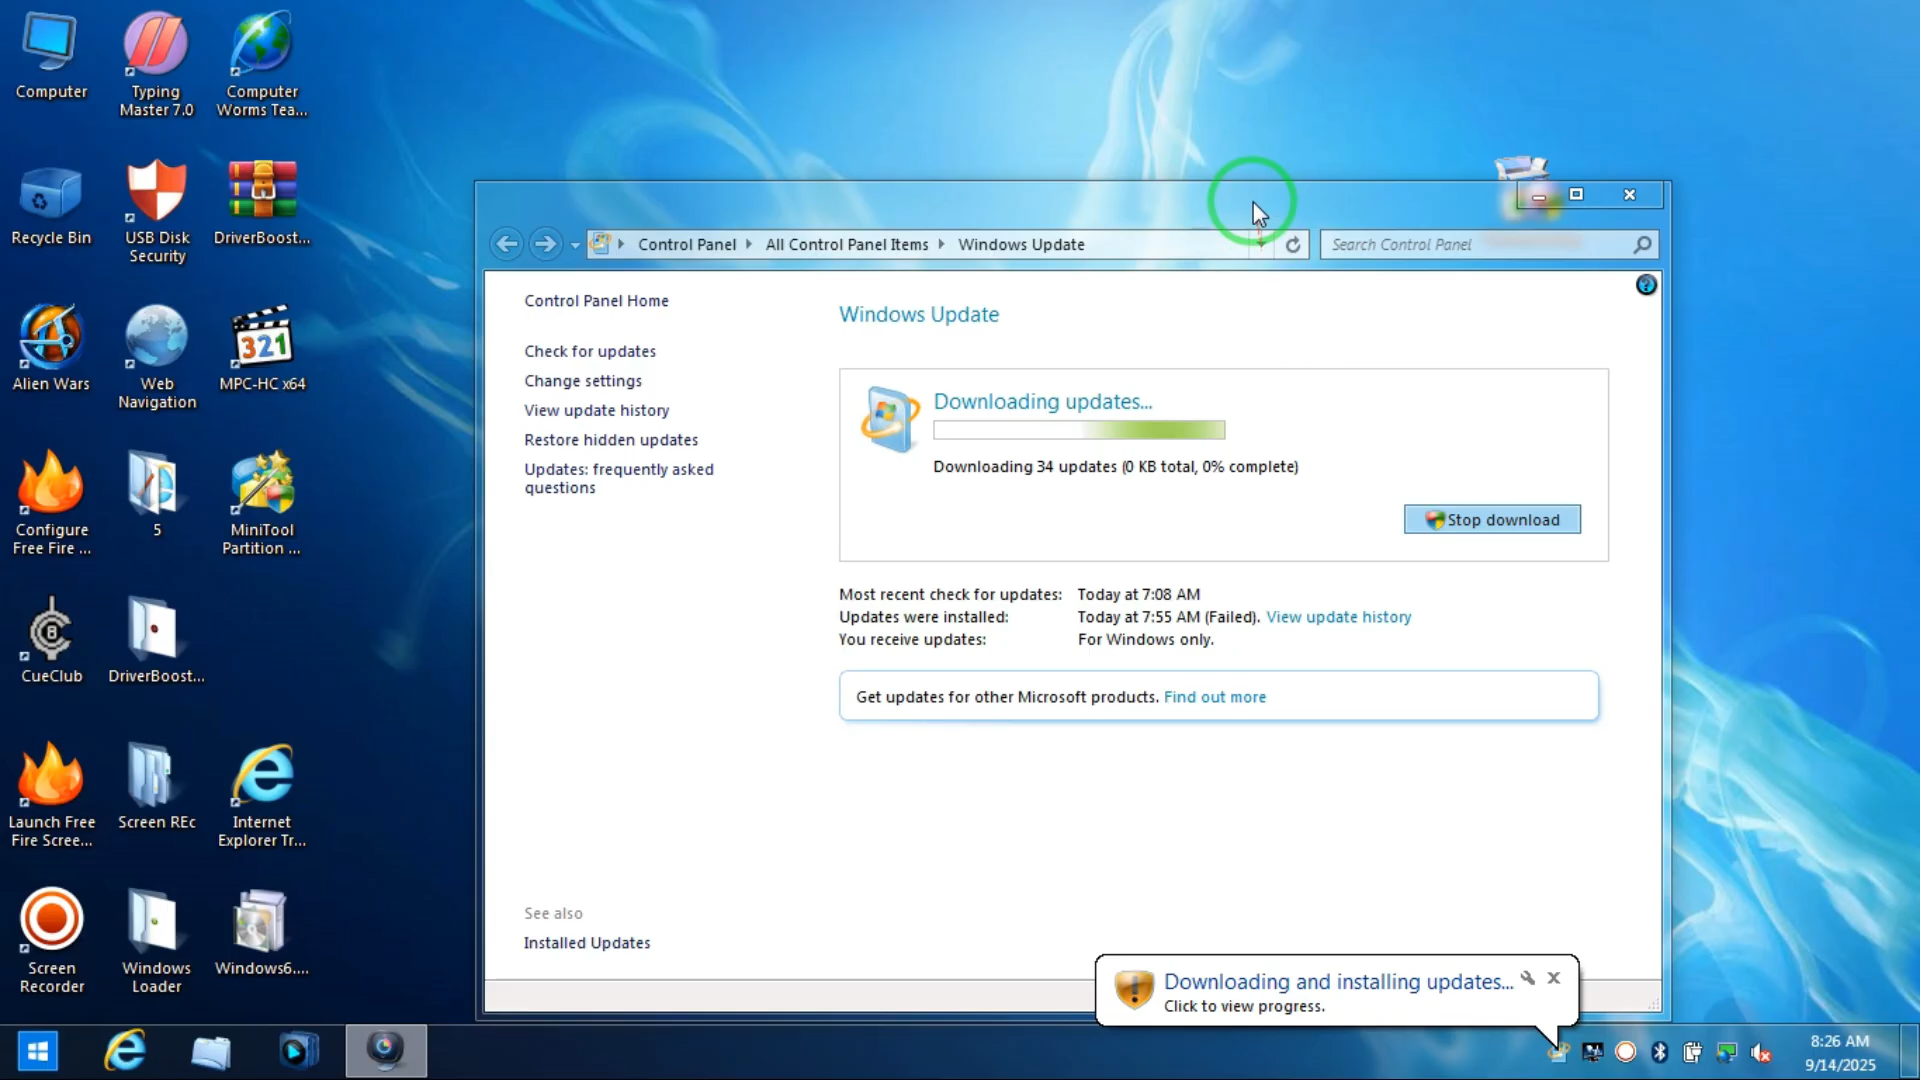 Computer
Typing
Master 7.0
Computer
Worms Tea...
Recycle Bin
USB Disk
Security
DriverBoost...
Alien Wars
Web
Navigation
321
MPC-HC x64
Configure
Free Fire ...
5
MiniTool
Partition ...
8
CueClub
DriverBoost...
Launch Free
Fire Scree...
Screen REc
Internet
Explorer Tr...
Screen
Recorder
Windows
Loader
Windows6....
Control Panel
All Control Panel Items
Windows Update
Search Control Panel
Control Panel Home
Check for updates
Change settings
View update history
Restore hidden updates
Updates: frequently asked
questions
See also
Installed Updates
Windows Update
Downloading updates...
Downloading 34 updates (0 KB total, 0% complete)
Stop download
Most recent check for updates: Today at 7:08 AM
Updates were installed: Today at 7:55 AM (Failed). View update history
You receive updates: For Windows only.
Get updates for other Microsoft products. Find out more
Downloading and installing updates...
Click to view progress.
8:26 AM
9/14/2025